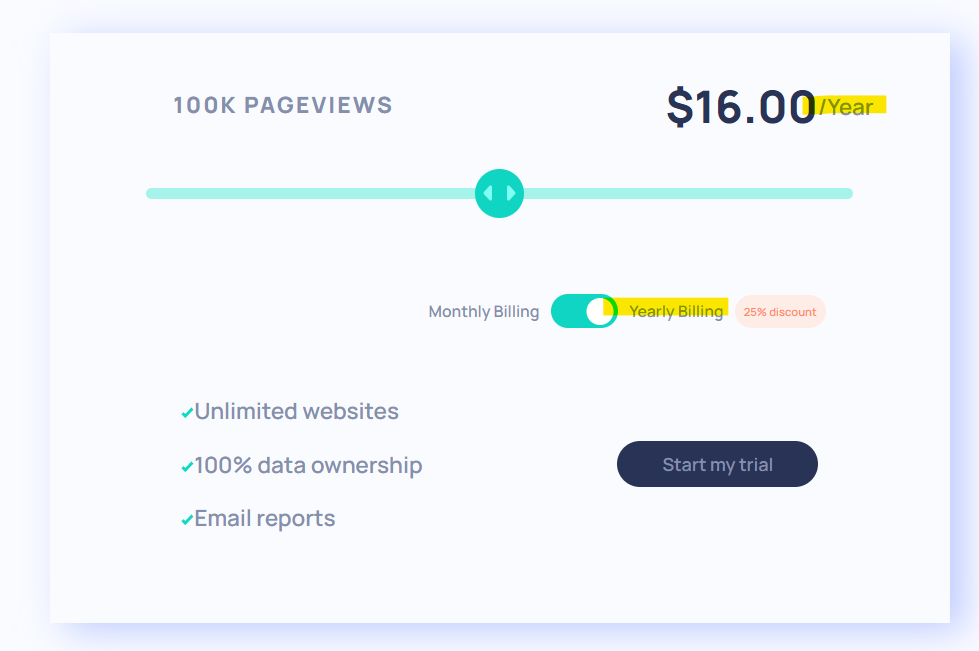 100K PAGEVIEWS
$16.00/Year
Monthly Billing Yearly Billing 25% discount
Unlimited websites
100% data ownership
Start my trial
Email reports